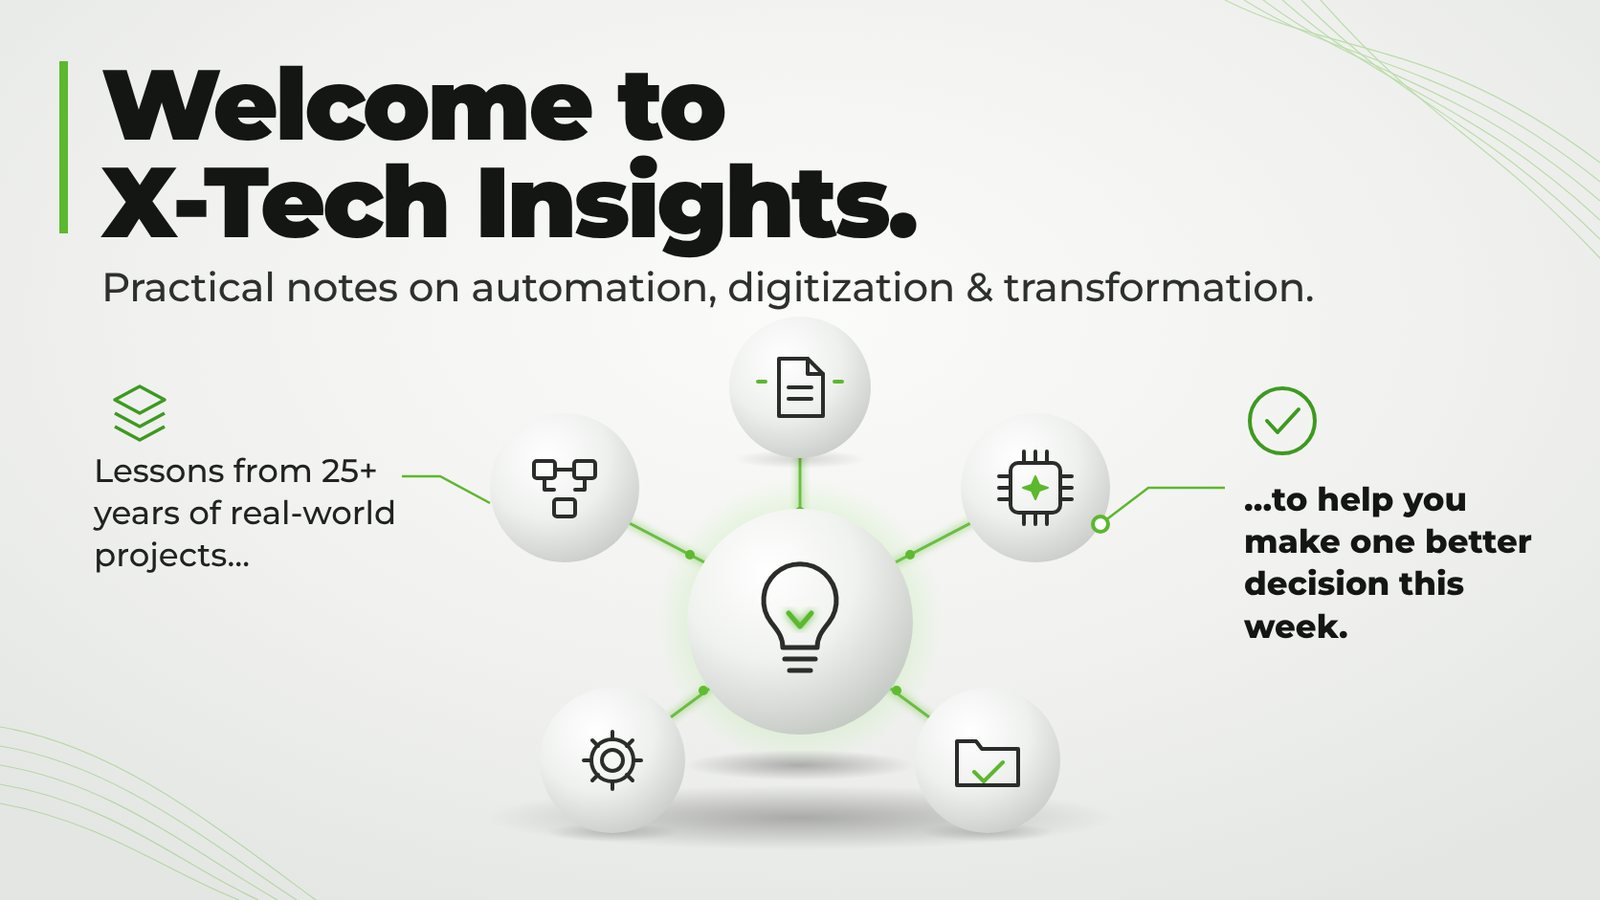 Welcome to
X-Tech Insights.
Practical notes on automation, digitization & transformation.
Lessons from 25+
years of real-world
projects...
...to help you
make one better
decision this
week.